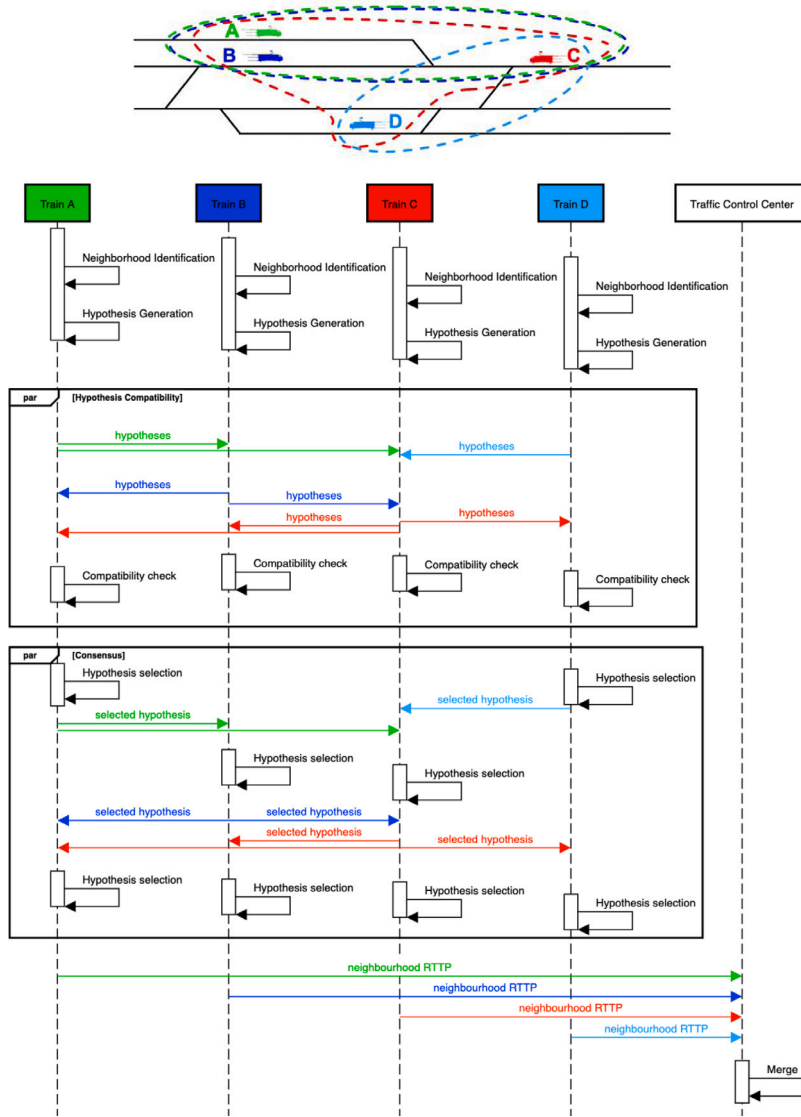 A
B
C
D
Train A
Train B
Train C
Train D
Traffic Control Center
Neighborhood Identification
Neighborhood Identification
Neighborhood Identification
Neighborhood Identification
Hypothesis Generation
Hypothesis Generation
Hypothesis Generation
Hypothesis Generation
par [Hypothesis Compatibility]
hypotheses
hypotheses
hypotheses
hypotheses
hypotheses
hypotheses
Compatibility check
Compatibility check
Compatibility check
Compatibility check
par [Consensus]
Hypothesis selection
Hypothesis selection
selected hypothesis
selected hypothesis
Hypothesis selection
Hypothesis selection
selected hypothesis
selected hypothesis
selected hypothesis
selected hypothesis
Hypothesis selection
Hypothesis selection
Hypothesis selection
Hypothesis selection
neighbourhood RTTP
neighbourhood RTTP
neighbourhood RTTP
neighbourhood RTTP
Merge